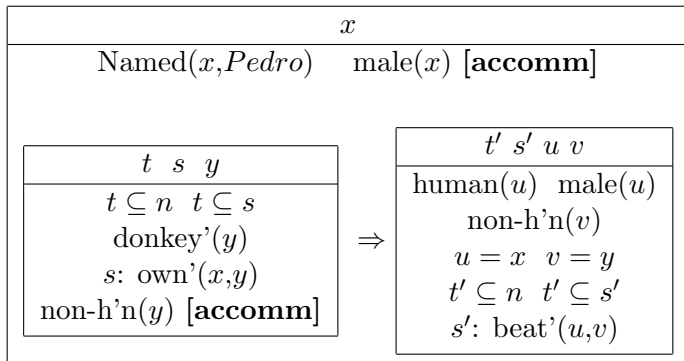 x
Named(x,Pedro) male(x) [accomm]
t s y
t ⊆ n t ⊆ s
donkey’(y)
s: own’(x,y)
non-h’n(y) [accomm]
⇒
t′ s′ u v
human(u) male(u)
non-h’n(v)
u = x v = y
t′ ⊆ n t′ ⊆ s′
s′: beat’(u,v)